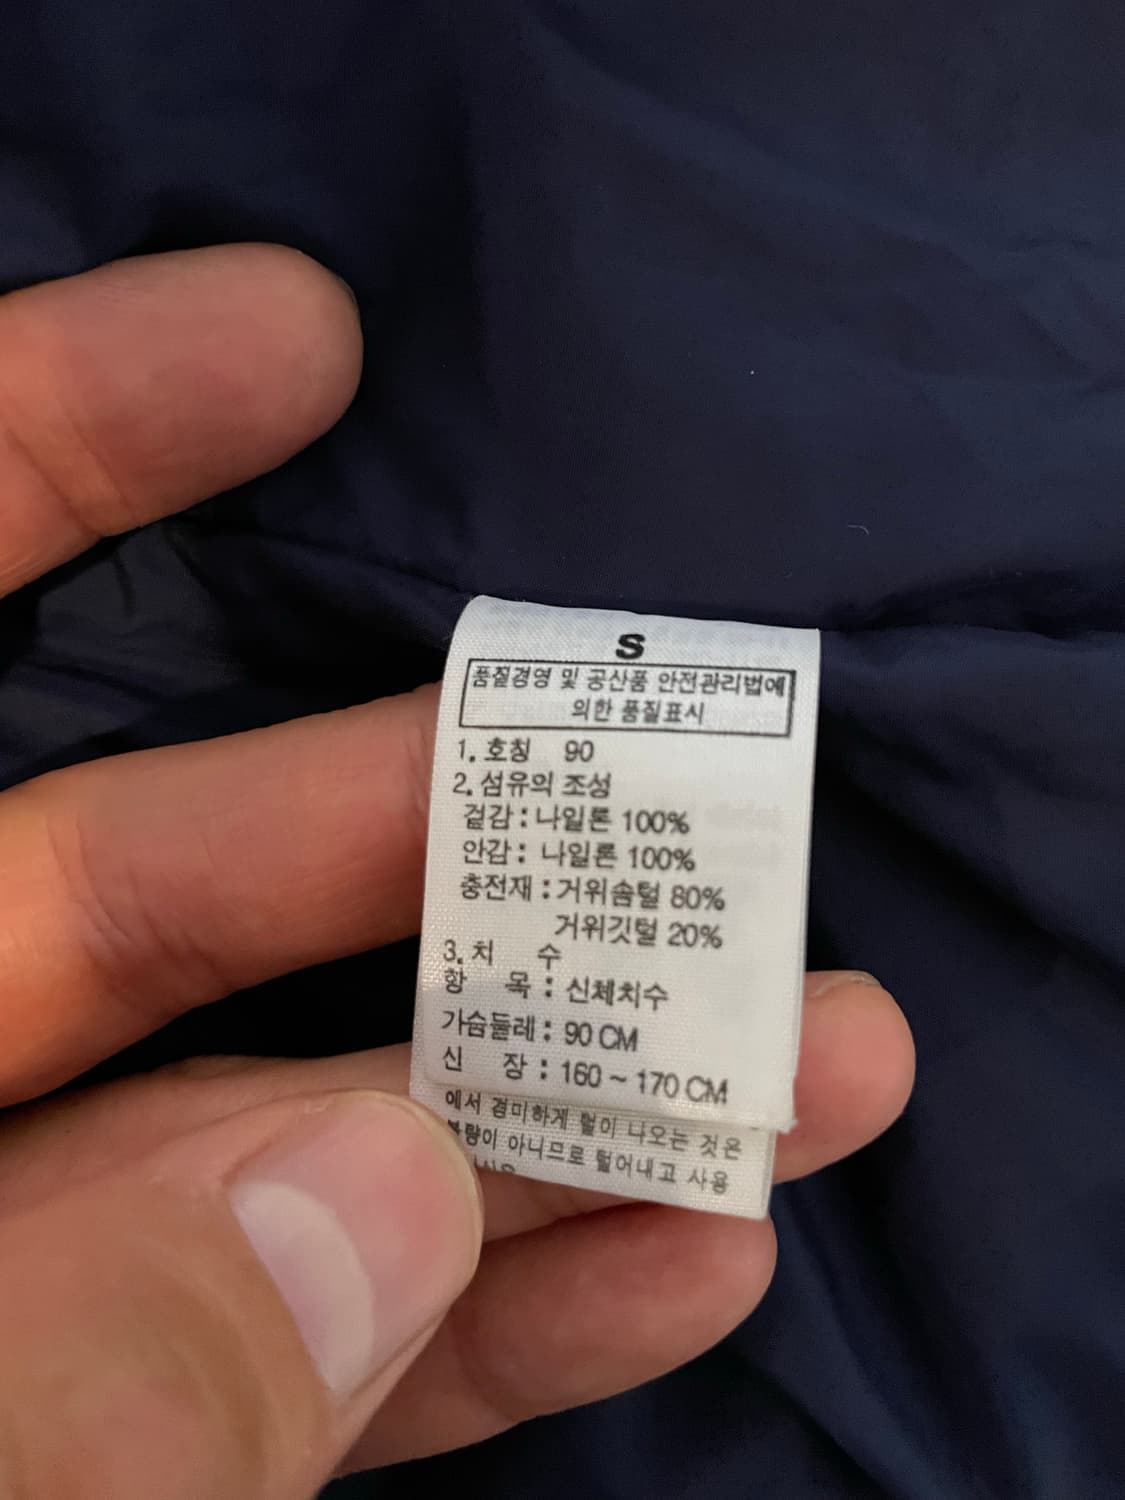 S
품질경영 및 공산품 안전관리법에
의한 품질표시
1. 호칭 90
2. 섬유의 조성
겉감 : 나일론 100%
안감 : 나일론 100%
충전재 : 거위솜털 80%
거위깃털 20%
3. 치 수
항 목 : 신체치수
가슴둘레 : 90 CM
신 장 : 160 ~ 170 CM
에서 경미하게 털이 나오는 것은
불량이 아니므로 털어내고 사용